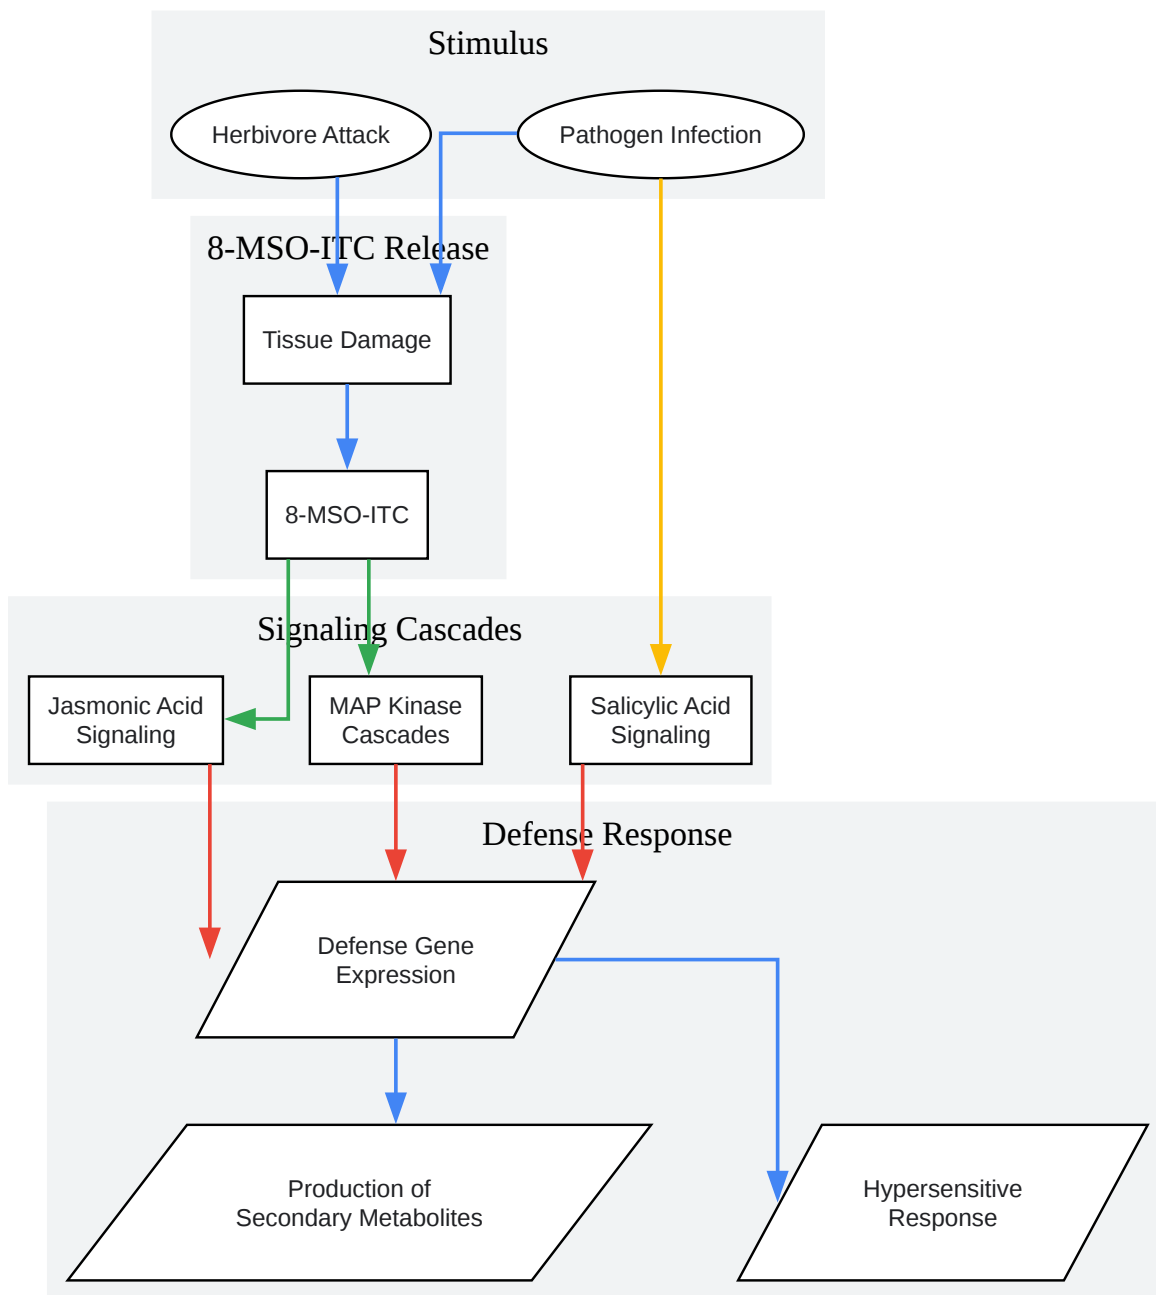 Stimulus
Herbivore Attack
Pathogen Infection
8-MSO-ITC Release
Tissue Damage
8-MSO-ITC
Signaling Cascades
Jasmonic Acid
Signaling
MAP Kinase
Cascades
Salicylic Acid
Signaling
Defense Response
Defense Gene
Expression
Production of
Secondary Metabolites
Hypersensitive
Response